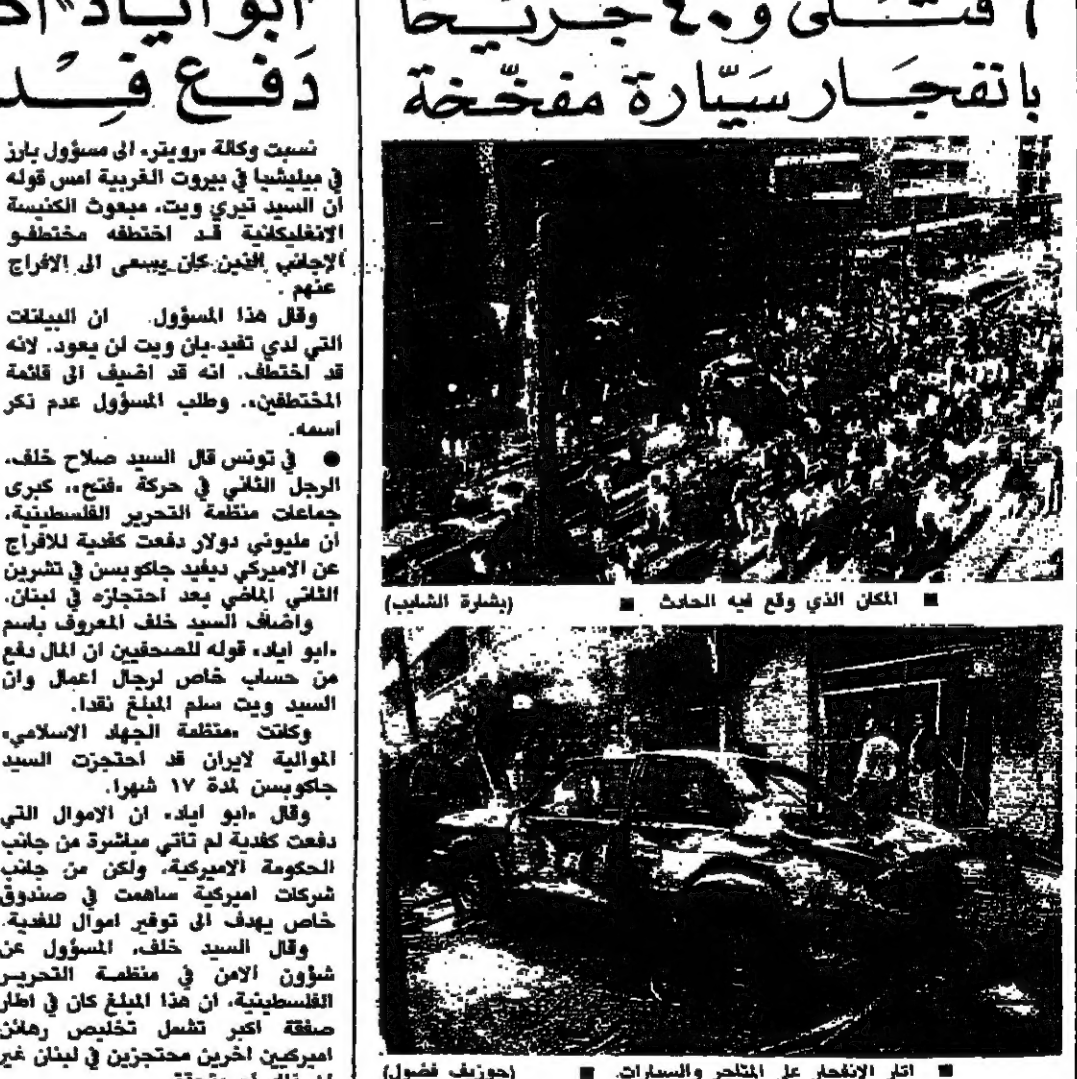 قتلى و٤٠ جريحا
بانفجار سيّارة مفخّخة
"ابو اياد"
دفع
نسبت وكالة «رويتر» الى مسؤول بارز
في ميليشيا في بيروت الغربية امس قوله
أن السيد تيري ويت، مبعوث الكنيسة
الانغليكانية قد اختطفه مختطفو
الاجانب الذين كان يسعى الى الافراج
عنهم.
وقال هذا المسؤول. ان البيانات
التي لدي تفيد بان ويت لن يعود. لانه
قد اختطف. انه قد اضيف الى قائمة
المختطفين». وطلب المسؤول عدم ذكر
اسمه.
● في تونس قال السيد صلاح خلف،
الرجل الثاني في حركة «فتح»، كبرى
جماعات منظمة التحرير الفلسطينية،
ان مليوني دولار دفعت كفدية للافراج
عن الاميركي ديفيد جاكوبسن في تشرين
الثاني الماضي بعد احتجازه في لبنان.
واضاف السيد خلف المعروف باسم
«ابو اياد» قوله للصحفيين ان المال دفع
من حساب خاص لرجال اعمال وان
السيد ويت سلم المبلغ نقدا.
وكانت «منظمة الجهاد الاسلامي»
الموالية لايران قد احتجزت السيد
جاكوبسن لمدة ١٧ شهرا.
وقال «ابو اياد» ان الاموال التي
دفعت كفدية لم تاتي مباشرة من جانب
الحكومة الاميركية، ولكن من جانب
شركات اميركية ساهمت في صندوق
خاص يهدف الى توفير اموال للفدية.
وقال السيد خلف، المسؤول عن
شؤون الامن في منظمة التحرير
الفلسطينية، ان هذا المبلغ كان في اطار
صفقة اكبر تشمل تخليص رهائن
اميركيين اخرين محتجزين في لبنان غير
■ المكان الذي وقع فيه الحادث ■ (بشارة الشايب)
■ اثار الانفجار على المتاجر والسيارات. ■ (جوزيف فضول)